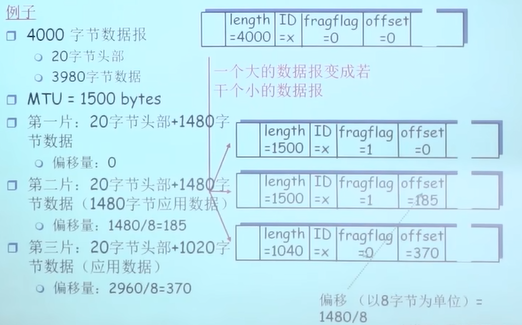 例子
4000 字节数据报
20字节头部
3980字节数据
MTU = 1500 bytes
第一片：20字节头部+1480字
节数据
偏移量：0
第二片：20字节头部+1480字
节数据（1480字节应用数据）
偏移量：1480/8=185
第三片：20字节头部+1020字
节数据（应用数据）
偏移量：2960/8=370
length ID fragflag offset
=4000 =x =0 =0
一个大的数据报变成若
干个小的数据报
length ID fragflag offset
=1500 =x =1 =0
length ID fragflag offset
=1500 =x =1 =185
length ID fragflag offset
=1040 =x =0 =370
偏移（以8字节为单位）=
1480/8